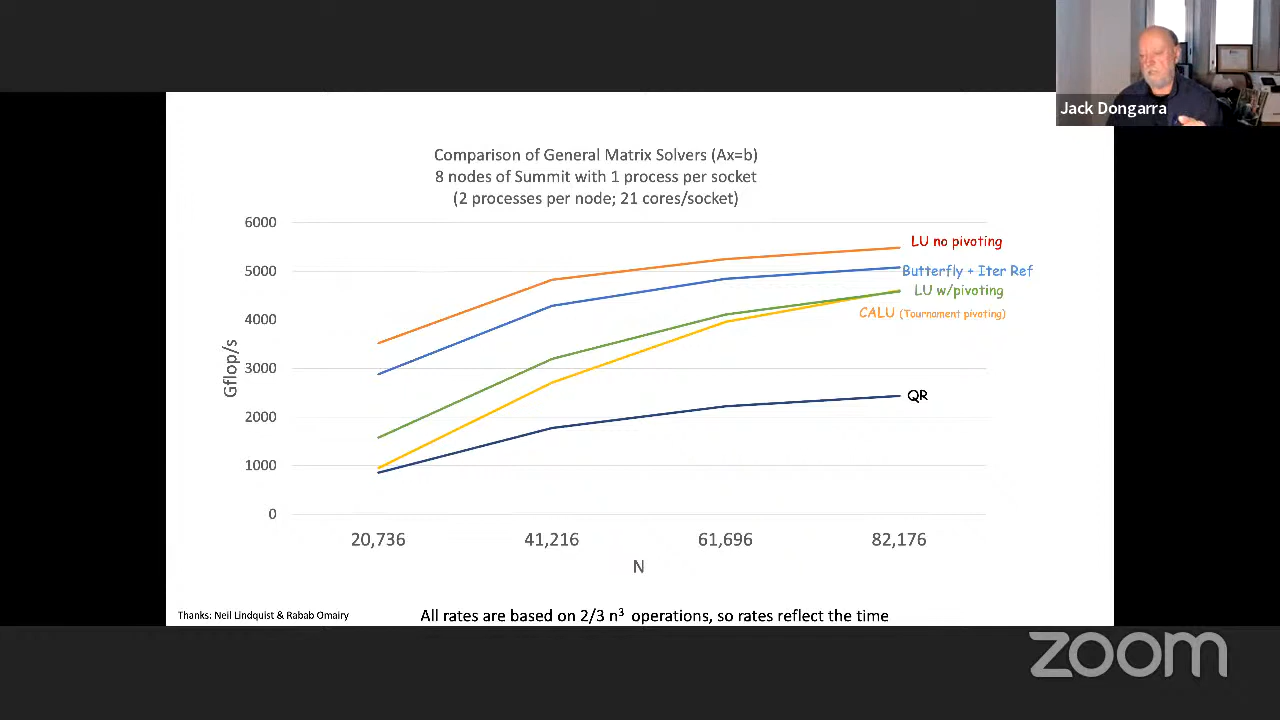 Jack Dongarra
Comparison of General Matrix Solvers (Ax=b)
8 nodes of Summit with 1 process per socket
(2 processes per node; 21 cores/socket)
6000
5000
4000
3000
2000
1000
0
Gflop/s
LU no pivoting
Butterfly + Iter Ref
LU w/pivoting
CALU (Tournament pivoting)
QR
20,736 41,216 61,696 82,176
N
Thanks: Neil Lindquist & Rabab Omairy
All rates are based on 2/3 n³ operations, so rates reflect the time
zoom